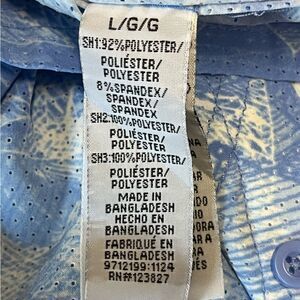 L/G/G
SH1:92%POLYESTER/
POLIÉSTER/
POLYESTER
8%SPANDEX/
SPANDEX/
SPANDEX
SH2:100%POLYESTER/
POLIÉSTER/
POLYESTER
SH3:100%POLYESTER/
POLIÉSTER/
POLYESTER
MADE IN
BANGLADESH
HECHO EN
BANGLADESH
FABRIQUÉ EN
BANGLADESH
9712199:1124
RN#123827